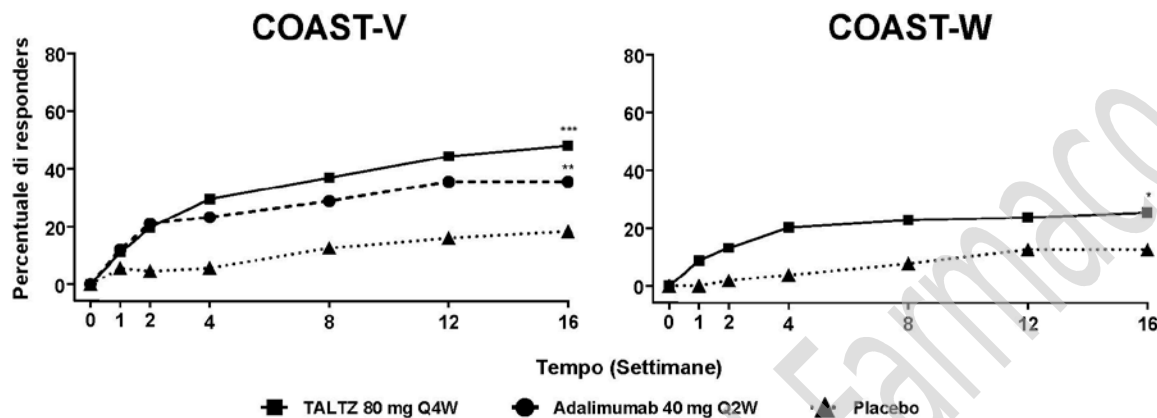 COAST-V
COAST-W
Percentuale di responders
80
60
40
20
0
***
**
0 1 2 4 8 12 16
80
60
40
20
0
*
0 1 2 4 8 12 16
Tempo (Settimane)
TALTZ 80 mg Q4W Adalimumab 40 mg Q2W Placebo
Farmaco